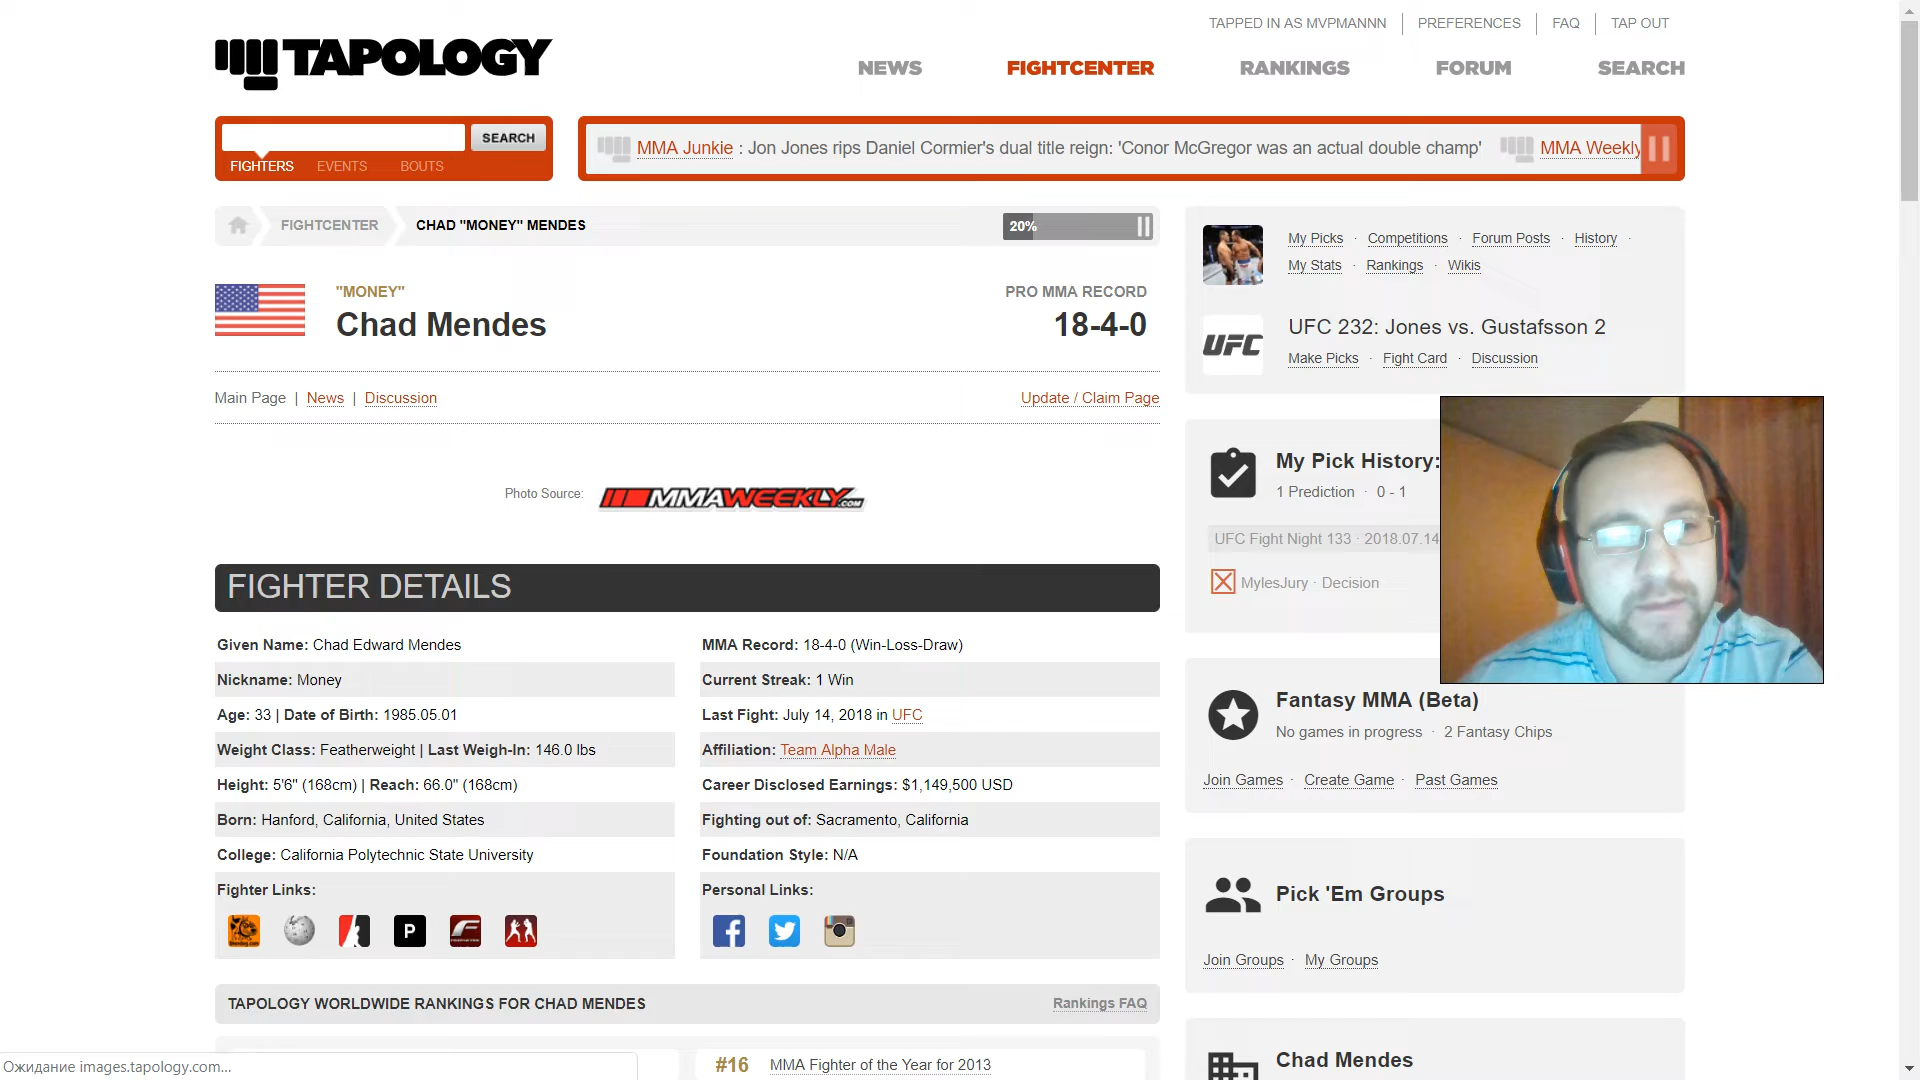 TAPPED IN AS MVPMANNN PREFERENCES FAQ TAP OUT
TAPOLOGY
NEWS FIGHTCENTER RANKINGS FORUM SEARCH
SEARCH
FIGHTERS EVENTS BOUTS
MMA Junkie : Jon Jones rips Daniel Cormier's dual title reign: 'Conor McGregor was an actual double champ' MMA Weekly
FIGHTCENTER CHAD "MONEY" MENDES
20%
"MONEY"
Chad Mendes
PRO MMA RECORD
18-4-0
Main Page | News | Discussion
Update / Claim Page
Photo Source: MMAWEEKLY.COM
FIGHTER DETAILS
Given Name: Chad Edward Mendes
Nickname: Money
Age: 33 | Date of Birth: 1985.05.01
Weight Class: Featherweight | Last Weigh-In: 146.0 lbs
Height: 5'6" (168cm) | Reach: 66.0" (168cm)
Born: Hanford, California, United States
College: California Polytechnic State University
Fighter Links:
P
MMA Record: 18-4-0 (Win-Loss-Draw)
Current Streak: 1 Win
Last Fight: July 14, 2018 in UFC
Affiliation: Team Alpha Male
Career Disclosed Earnings: $1,149,500 USD
Fighting out of: Sacramento, California
Foundation Style: N/A
Personal Links:
TAPOLOGY WORLDWIDE RANKINGS FOR CHAD MENDES
Rankings FAQ
#16 MMA Fighter of the Year for 2013
My Picks · Competitions · Forum Posts · History ·
My Stats · Rankings · Wikis
UFC
UFC 232: Jones vs. Gustafsson 2
Make Picks · Fight Card · Discussion
My Pick History:
1 Prediction · 0 - 1
UFC Fight Night 133 · 2018.07.14
MylesJury · Decision
Fantasy MMA (Beta)
No games in progress · 2 Fantasy Chips
Join Games · Create Game · Past Games
Pick 'Em Groups
Join Groups · My Groups
Chad Mendes
Ожидание images.tapology.com...